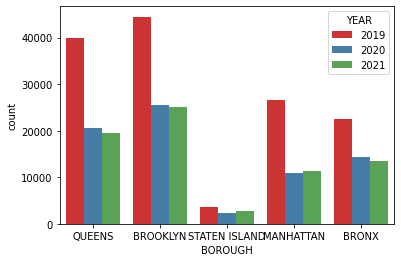 YEAR
2019
2020
2021
count
40000
30000
20000
10000
0
QUEENS BROOKLYN STATEN ISLAND MANHATTAN BRONX
BOROUGH